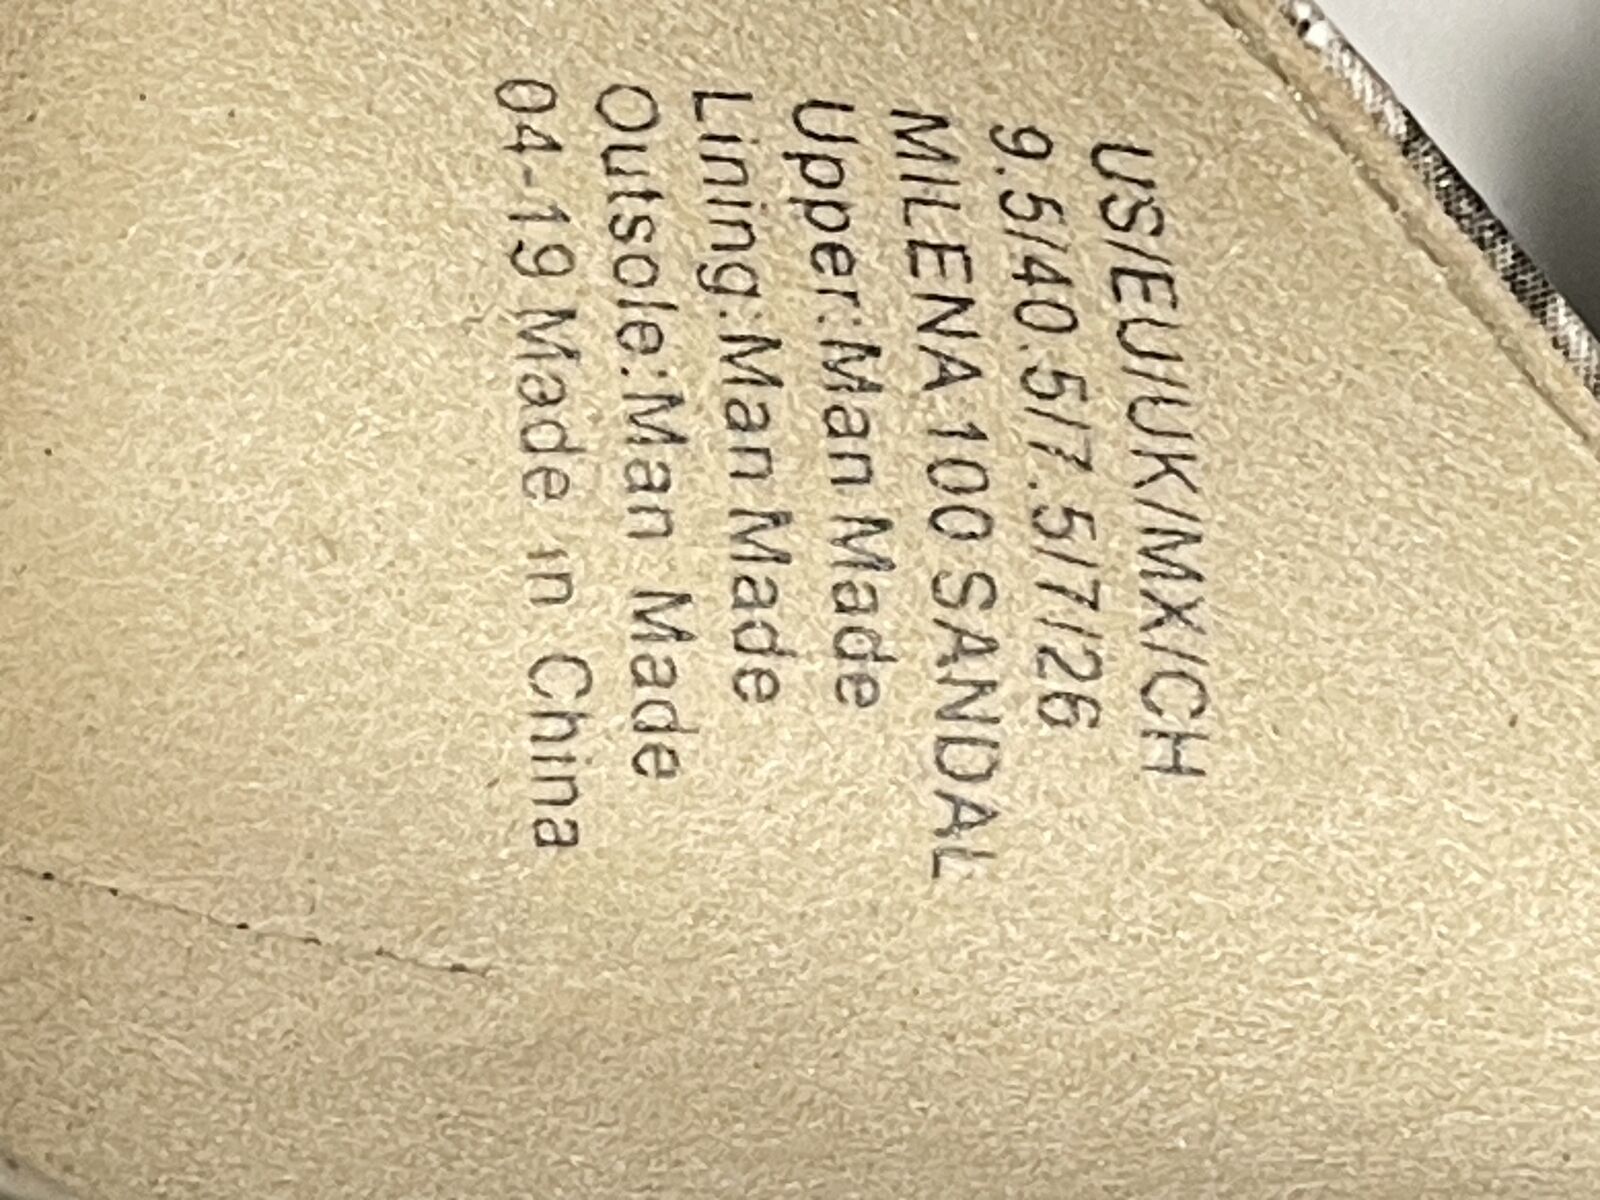 US/EU/UK/MX/CH
9.5/40.5/7.5/7/26
MILENA 100 SANDAL
Upper:Man Made
Lining:Man Made
Outsole:Man Made
04-19 Made in China